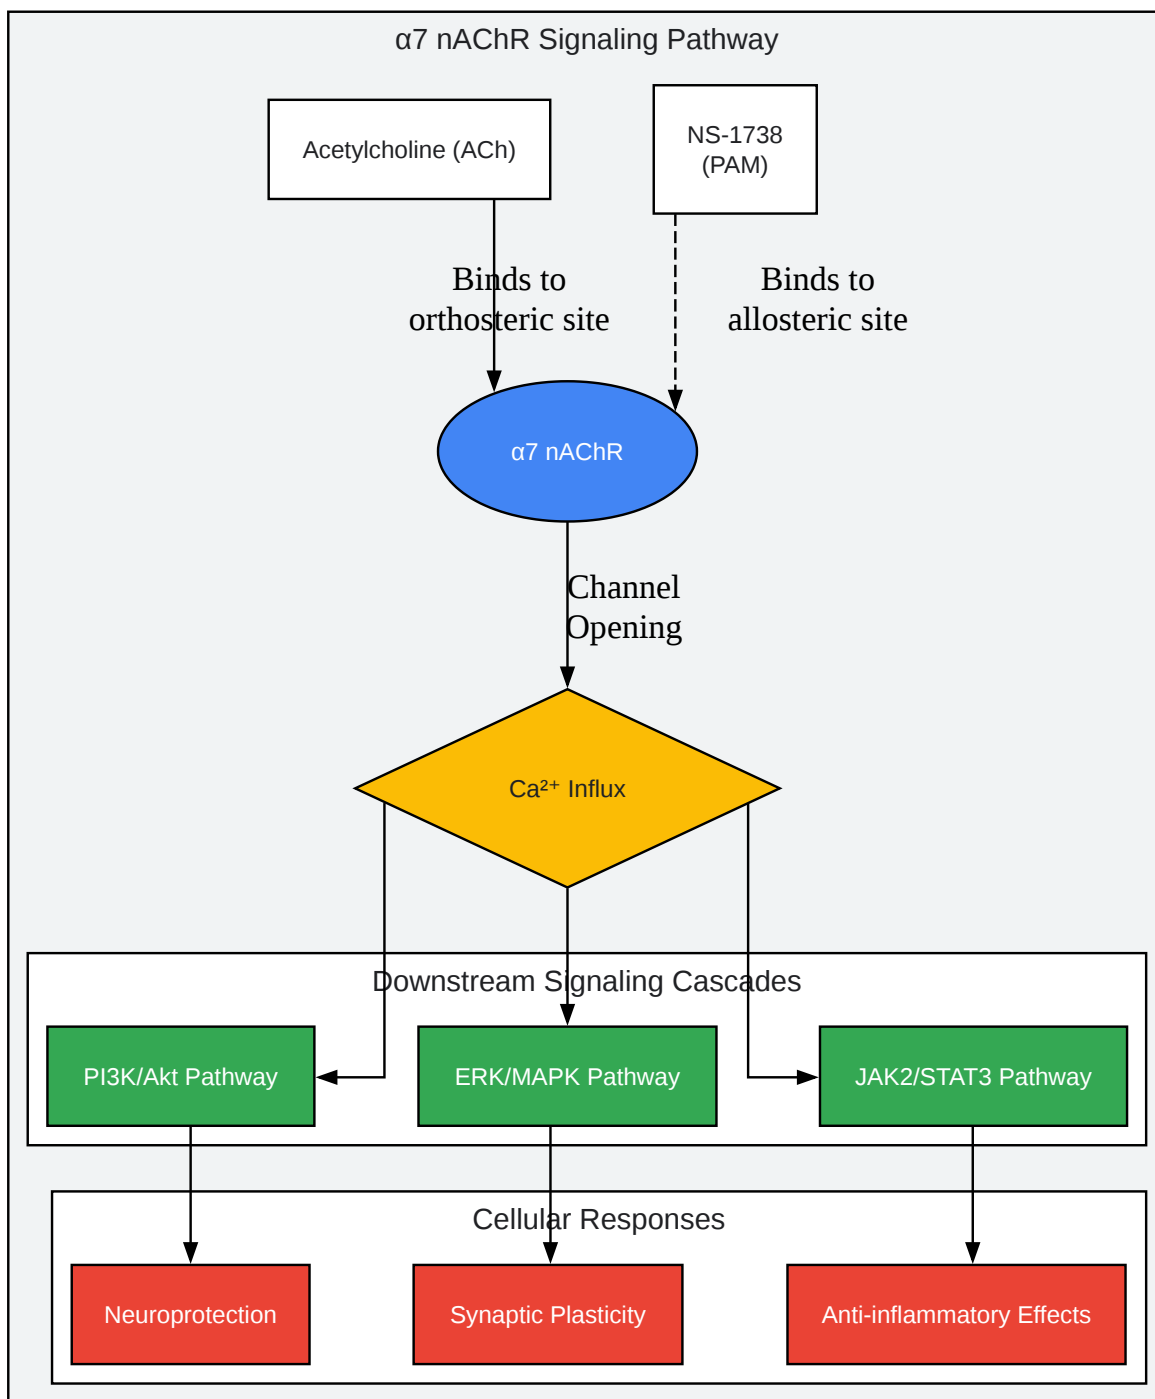 α7 nAChR Signaling Pathway
Acetylcholine (ACh)
NS-1738
(PAM)
Binds to
orthosteric site
Binds to
allosteric site
α7 nAChR
Channel
Opening
Ca²⁺ Influx
Downstream Signaling Cascades
PI3K/Akt Pathway
ERK/MAPK Pathway
JAK2/STAT3 Pathway
Cellular Responses
Neuroprotection
Synaptic Plasticity
Anti-inflammatory Effects